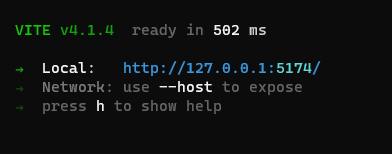 VITE v4.1.4  ready in 502 ms
➜  Local:   http://127.0.0.1:5174/
➜  Network: use --host to expose
➜  press h to show help